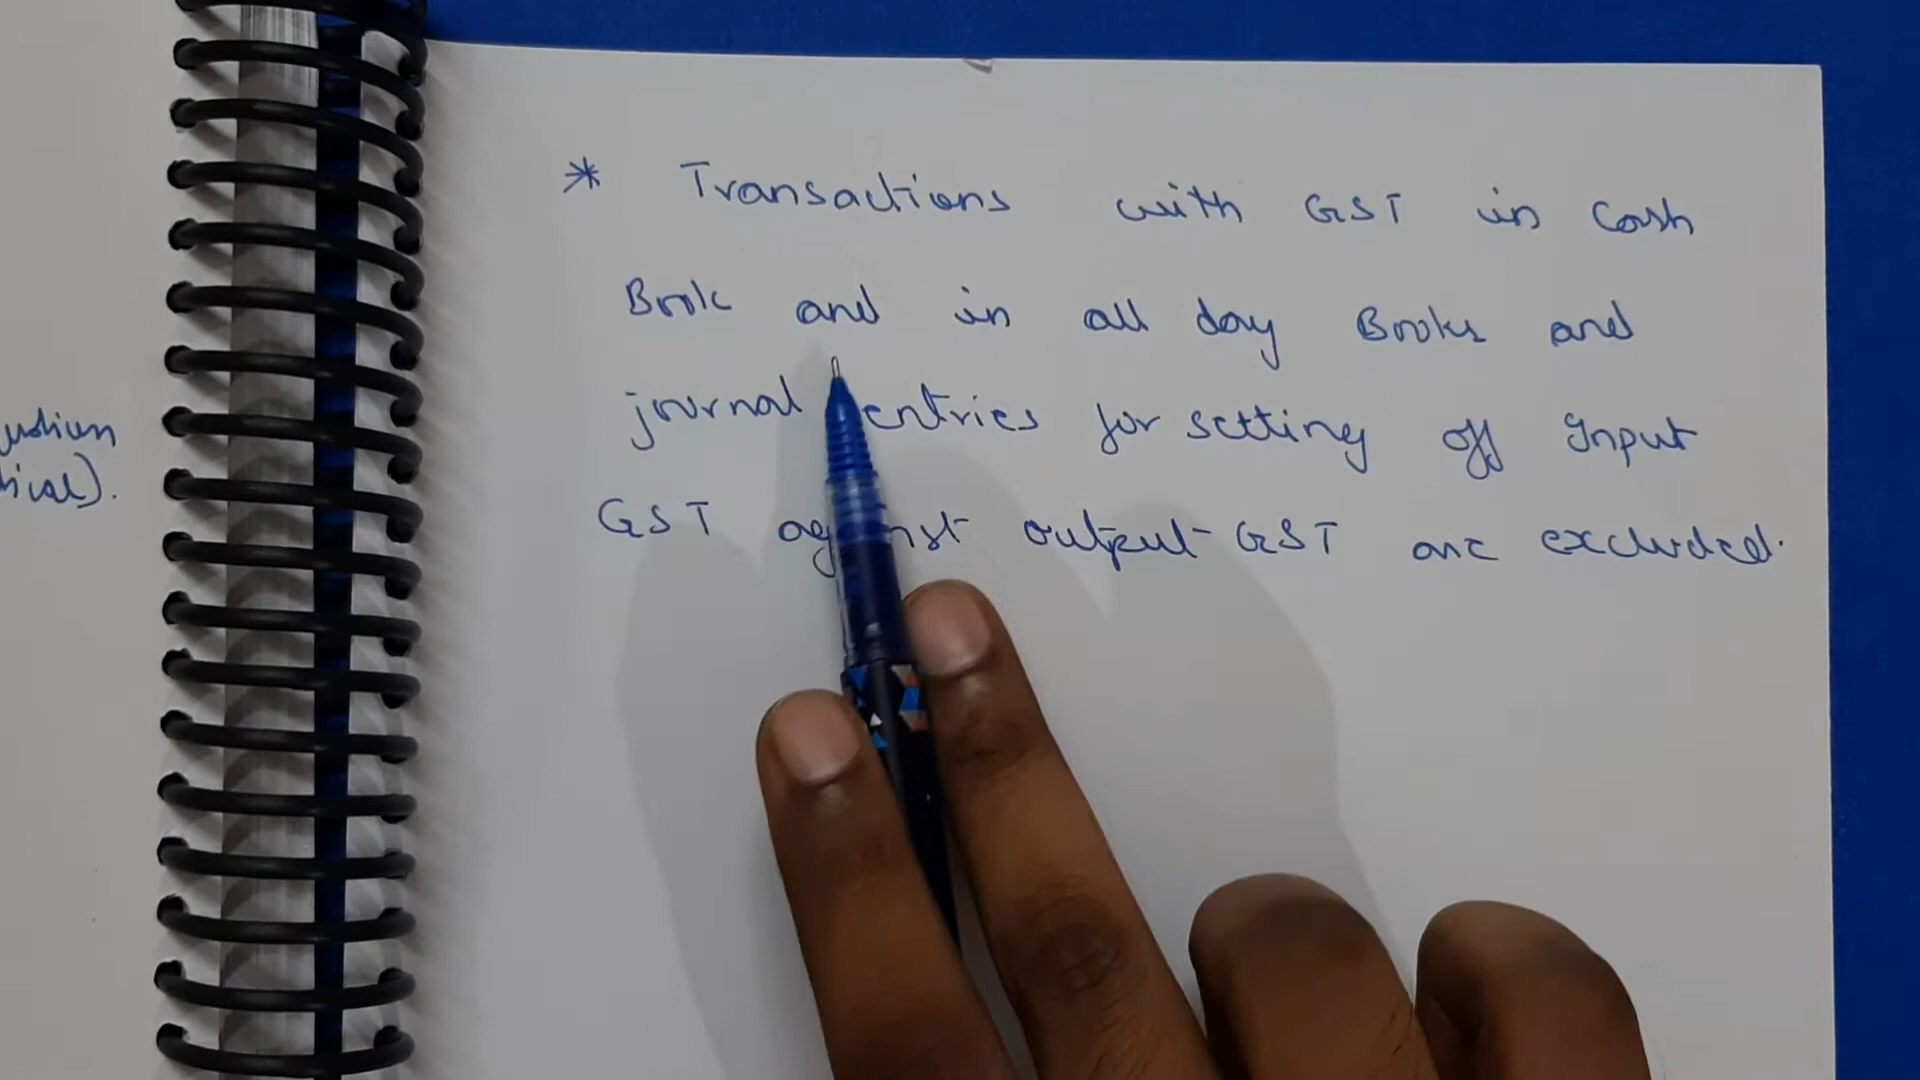 * Transactions with GST in Cash
Book and in all day Books and
journal entries for setting off Input
GST against output GST are excluded.